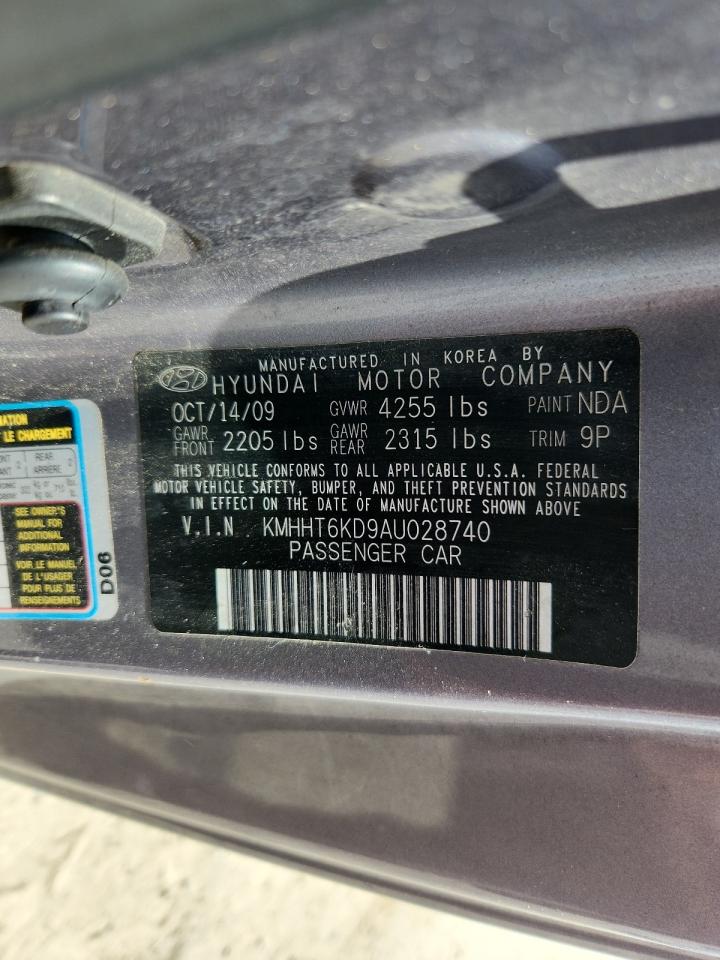 MANUFACTURED IN KOREA BY
HYUNDAI MOTOR COMPANY
OCT/14/09 GVWR 4255 lbs PAINT NDA
GAWR FRONT 2205 lbs GAWR REAR 2315 lbs TRIM 9P
THIS VEHICLE CONFORMS TO ALL APPLICABLE U.S.A. FEDERAL
MOTOR VEHICLE SAFETY, BUMPER, AND THEFT PREVENTION STANDARDS
IN EFFECT ON THE DATE OF MANUFACTURE SHOWN ABOVE
V.I.N KMHHT6KD9AU028740
PASSENGER CAR
LE CHARGEMENT
REAR 2
ARRIERE
SEE OWNER'S
MANUAL FOR
ADDITIONAL
INFORMATION
VOIR LE MANUEL
DE L'USAGER
POUR PLUS DE
RENSEIGNEMENTS
D06